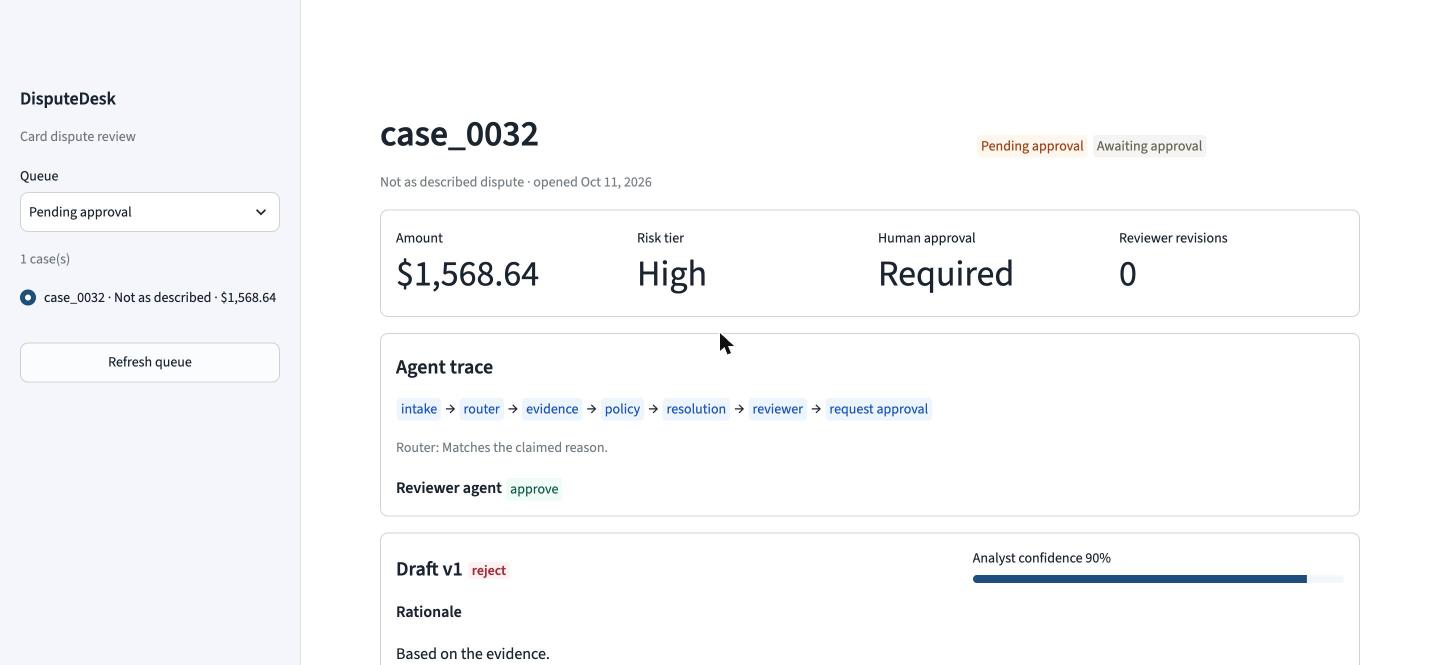 DisputeDesk
Card dispute review
Queue
Pending approval
1 case(s)
case_0032 · Not as described · $1,568.64
Refresh queue
case_0032
Pending approval Awaiting approval
Not as described dispute · opened Oct 11, 2026
Amount Risk tier Human approval Reviewer revisions
$1,568.64 High Required 0
Agent trace
intake → router → evidence → policy → resolution → reviewer → request approval
Router: Matches the claimed reason.
Reviewer agent approve
Draft v1 reject
Analyst confidence 90%
Rationale
Based on the evidence.